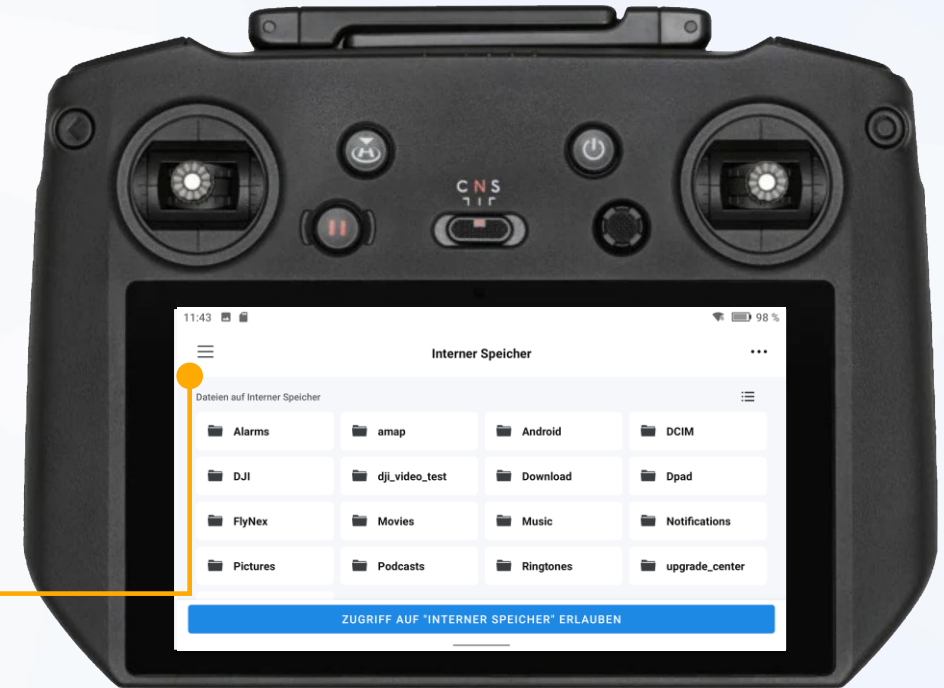 C N S
11:43
98 %
Interner Speicher
Dateien auf Interner Speicher
Alarms
amap
Android
DCIM
DJI
dji_video_test
Download
Dpad
FlyNex
Movies
Music
Notifications
Pictures
Podcasts
Ringtones
upgrade_center
ZUGRIFF AUF "INTERNER SPEICHER" ERLAUBEN